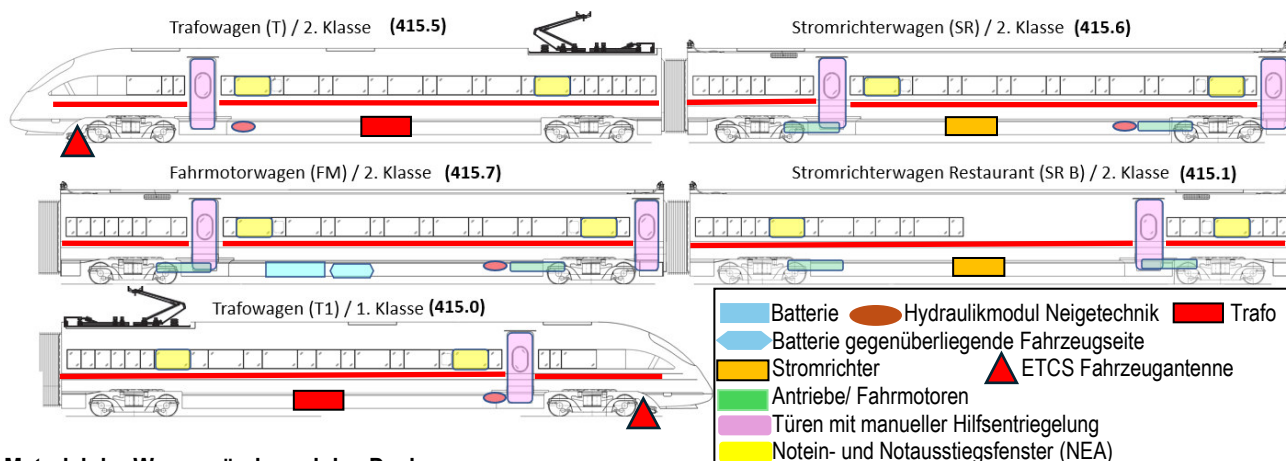 Trafowagen (T) / 2. Klasse (415.5)
Stromrichterwagen (SR) / 2. Klasse (415.6)
Fahrmotorwagen (FM) / 2. Klasse (415.7)
Stromrichterwagen Restaurant (SR B) / 2. Klasse (415.1)
Trafowagen (T1) / 1. Klasse (415.0)
Batterie Hydraulikmodul Neigetechnik Trafo
Batterie gegenüberliegende Fahrzeugseite
Stromrichter ETCS Fahrzeugantenne
Antriebe/ Fahrmotoren
Türen mit manueller Hilfsentriegelung
Notein- und Notausstiegsfenster (NEA)